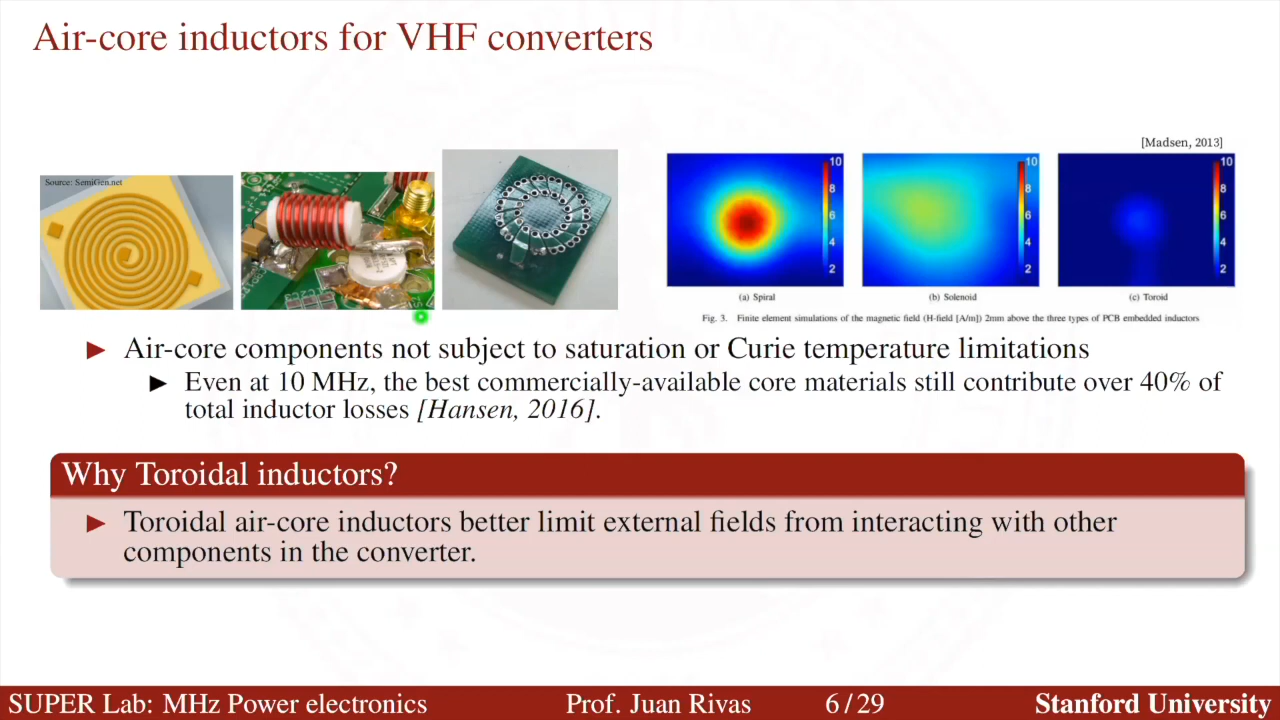 Air-core inductors for VHF converters
[Madsen, 2013]
Source: SemiGen.net
10
8
6
4
2
10
8
6
4
2
10
8
6
4
2
(a) Spiral
(b) Solenoid
(c) Toroid
Fig. 3. Finite element simulations of the magnetic field (H-field [A/m]) 2mm above the three types of PCB embedded inductors
Air-core components not subject to saturation or Curie temperature limitations
Even at 10 MHz, the best commercially-available core materials still contribute over 40% of
total inductor losses [Hansen, 2016].
Why Toroidal inductors?
Toroidal air-core inductors better limit external fields from interacting with other
components in the converter.
SUPER Lab: MHz Power electronics
Prof. Juan Rivas
6 / 29
Stanford University